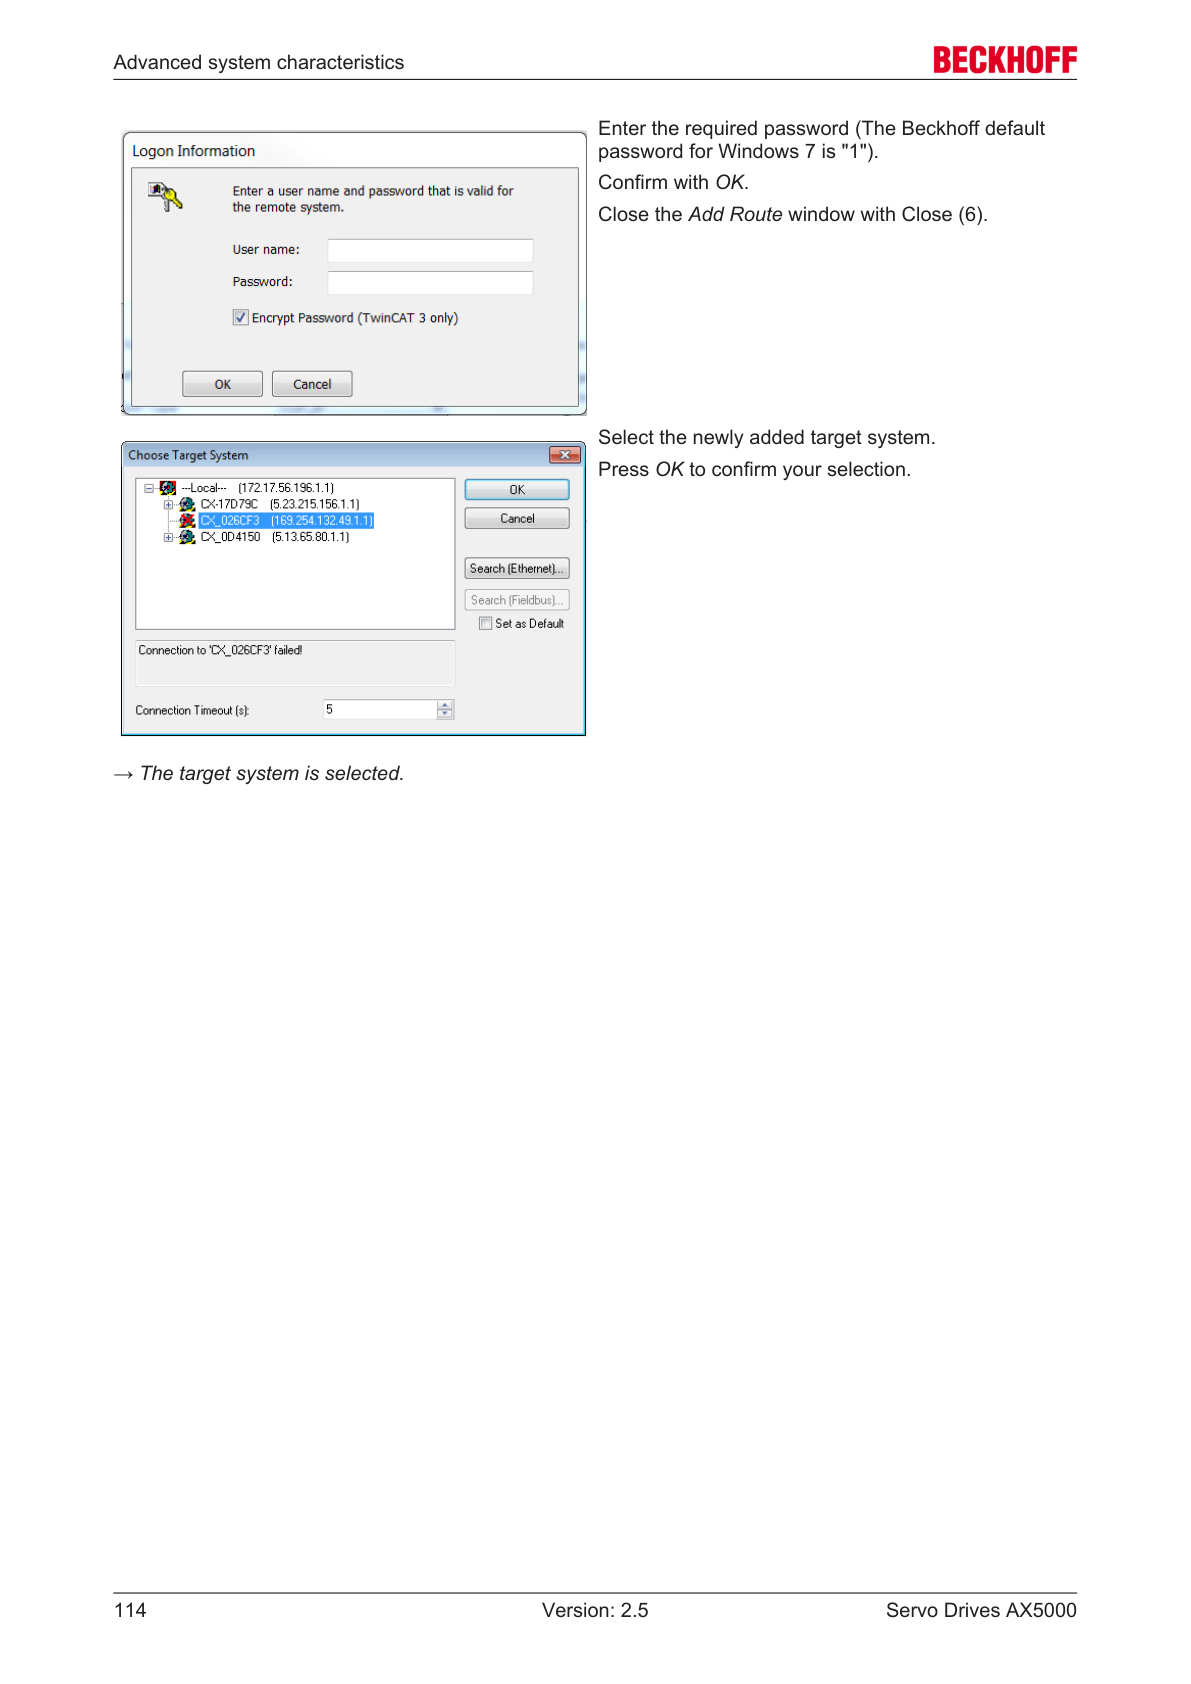 Advanced system characteristics
BECKHOFF
Logon Information
Enter a user name and password that is valid for
the remote system.
User name:
Password:
Encrypt Password (TwinCAT 3 only)
OK Cancel
Enter the required password (The Beckhoff default
password for Windows 7 is "1").
Confirm with OK.
Close the Add Route window with Close (6).
Choose Target System
---Local--- (172.17.56.196.1.1)
CX-17D79C (5.23.215.156.1.1)
CX_026CF3 (169.254.132.49.1.1)
CX_0D4150 (5.13.65.80.1.1)
OK
Cancel
Search (Ethernet)...
Search (Fieldbus)...
Set as Default
Connection to 'CX_026CF3' failed!
Connection Timeout (s): 5
Select the newly added target system.
Press OK to confirm your selection.
→ The target system is selected.
114 Version: 2.5 Servo Drives AX5000